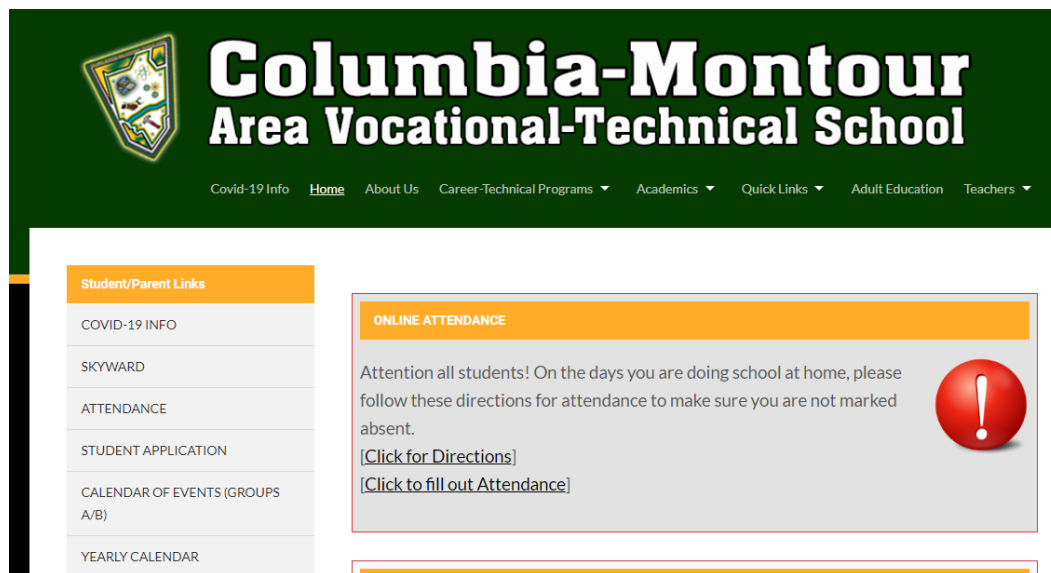 Columbia-Montour
Area Vocational-Technical School
Covid-19 Info Home About Us Career-Technical Programs Academics Quick Links Adult Education Teachers
Student/Parent Links
COVID-19 INFO
SKYWARD
ATTENDANCE
STUDENT APPLICATION
CALENDAR OF EVENTS (GROUPS
A/B)
YEARLY CALENDAR
ONLINE ATTENDANCE
Attention all students! On the days you are doing school at home, please
follow these directions for attendance to make sure you are not marked
absent.
[Click for Directions]
[Click to fill out Attendance]